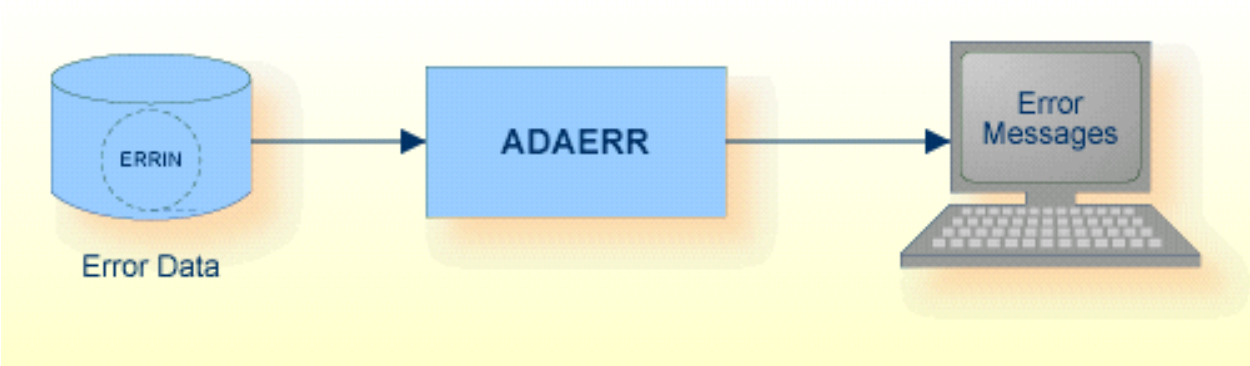 ERRIN
Error Data
ADAERR
Error
Messages